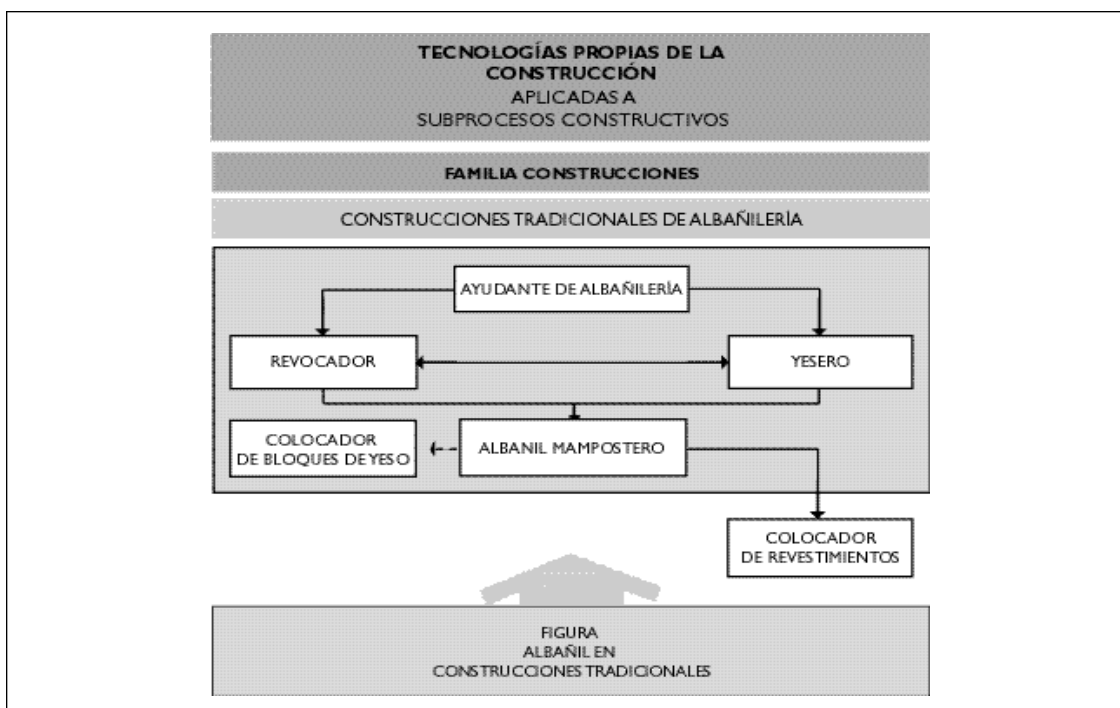 TECNOLOGÍAS PROPIAS DE LA
CONSTRUCCIÓN
APLICADAS A
SUBPROCESOS CONSTRUCTIVOS
FAMILIA CONSTRUCCIONES
CONSTRUCCIONES TRADICIONALES DE ALBAÑILERÍA
AYUDANTE DE ALBAÑILERÍA
REVOCADOR
YESERO
COLOCADOR
DE BLOQUES DE YESO
ALBANIL MAMPOSTERO
COLOCADOR
DE REVESTIMIENTOS
FIGURA
ALBAÑIL EN
CONSTRUCCIONES TRADICIONALES